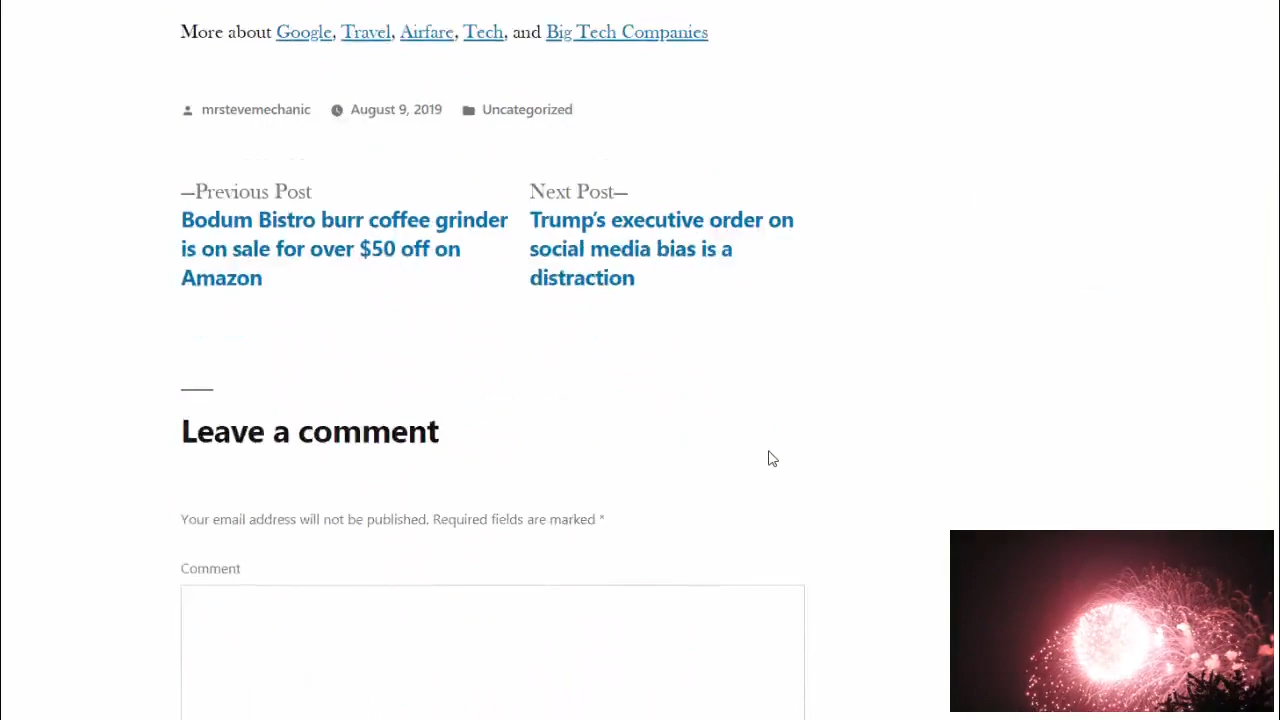 More about Google, Travel, Airfare, Tech, and Big Tech Companies
mrstevemechanic August 9, 2019 Uncategorized
—Previous Post
Bodum Bistro burr coffee grinder
is on sale for over $50 off on
Amazon
Next Post—
Trump’s executive order on
social media bias is a
distraction
Leave a comment
Your email address will not be published. Required fields are marked *
Comment